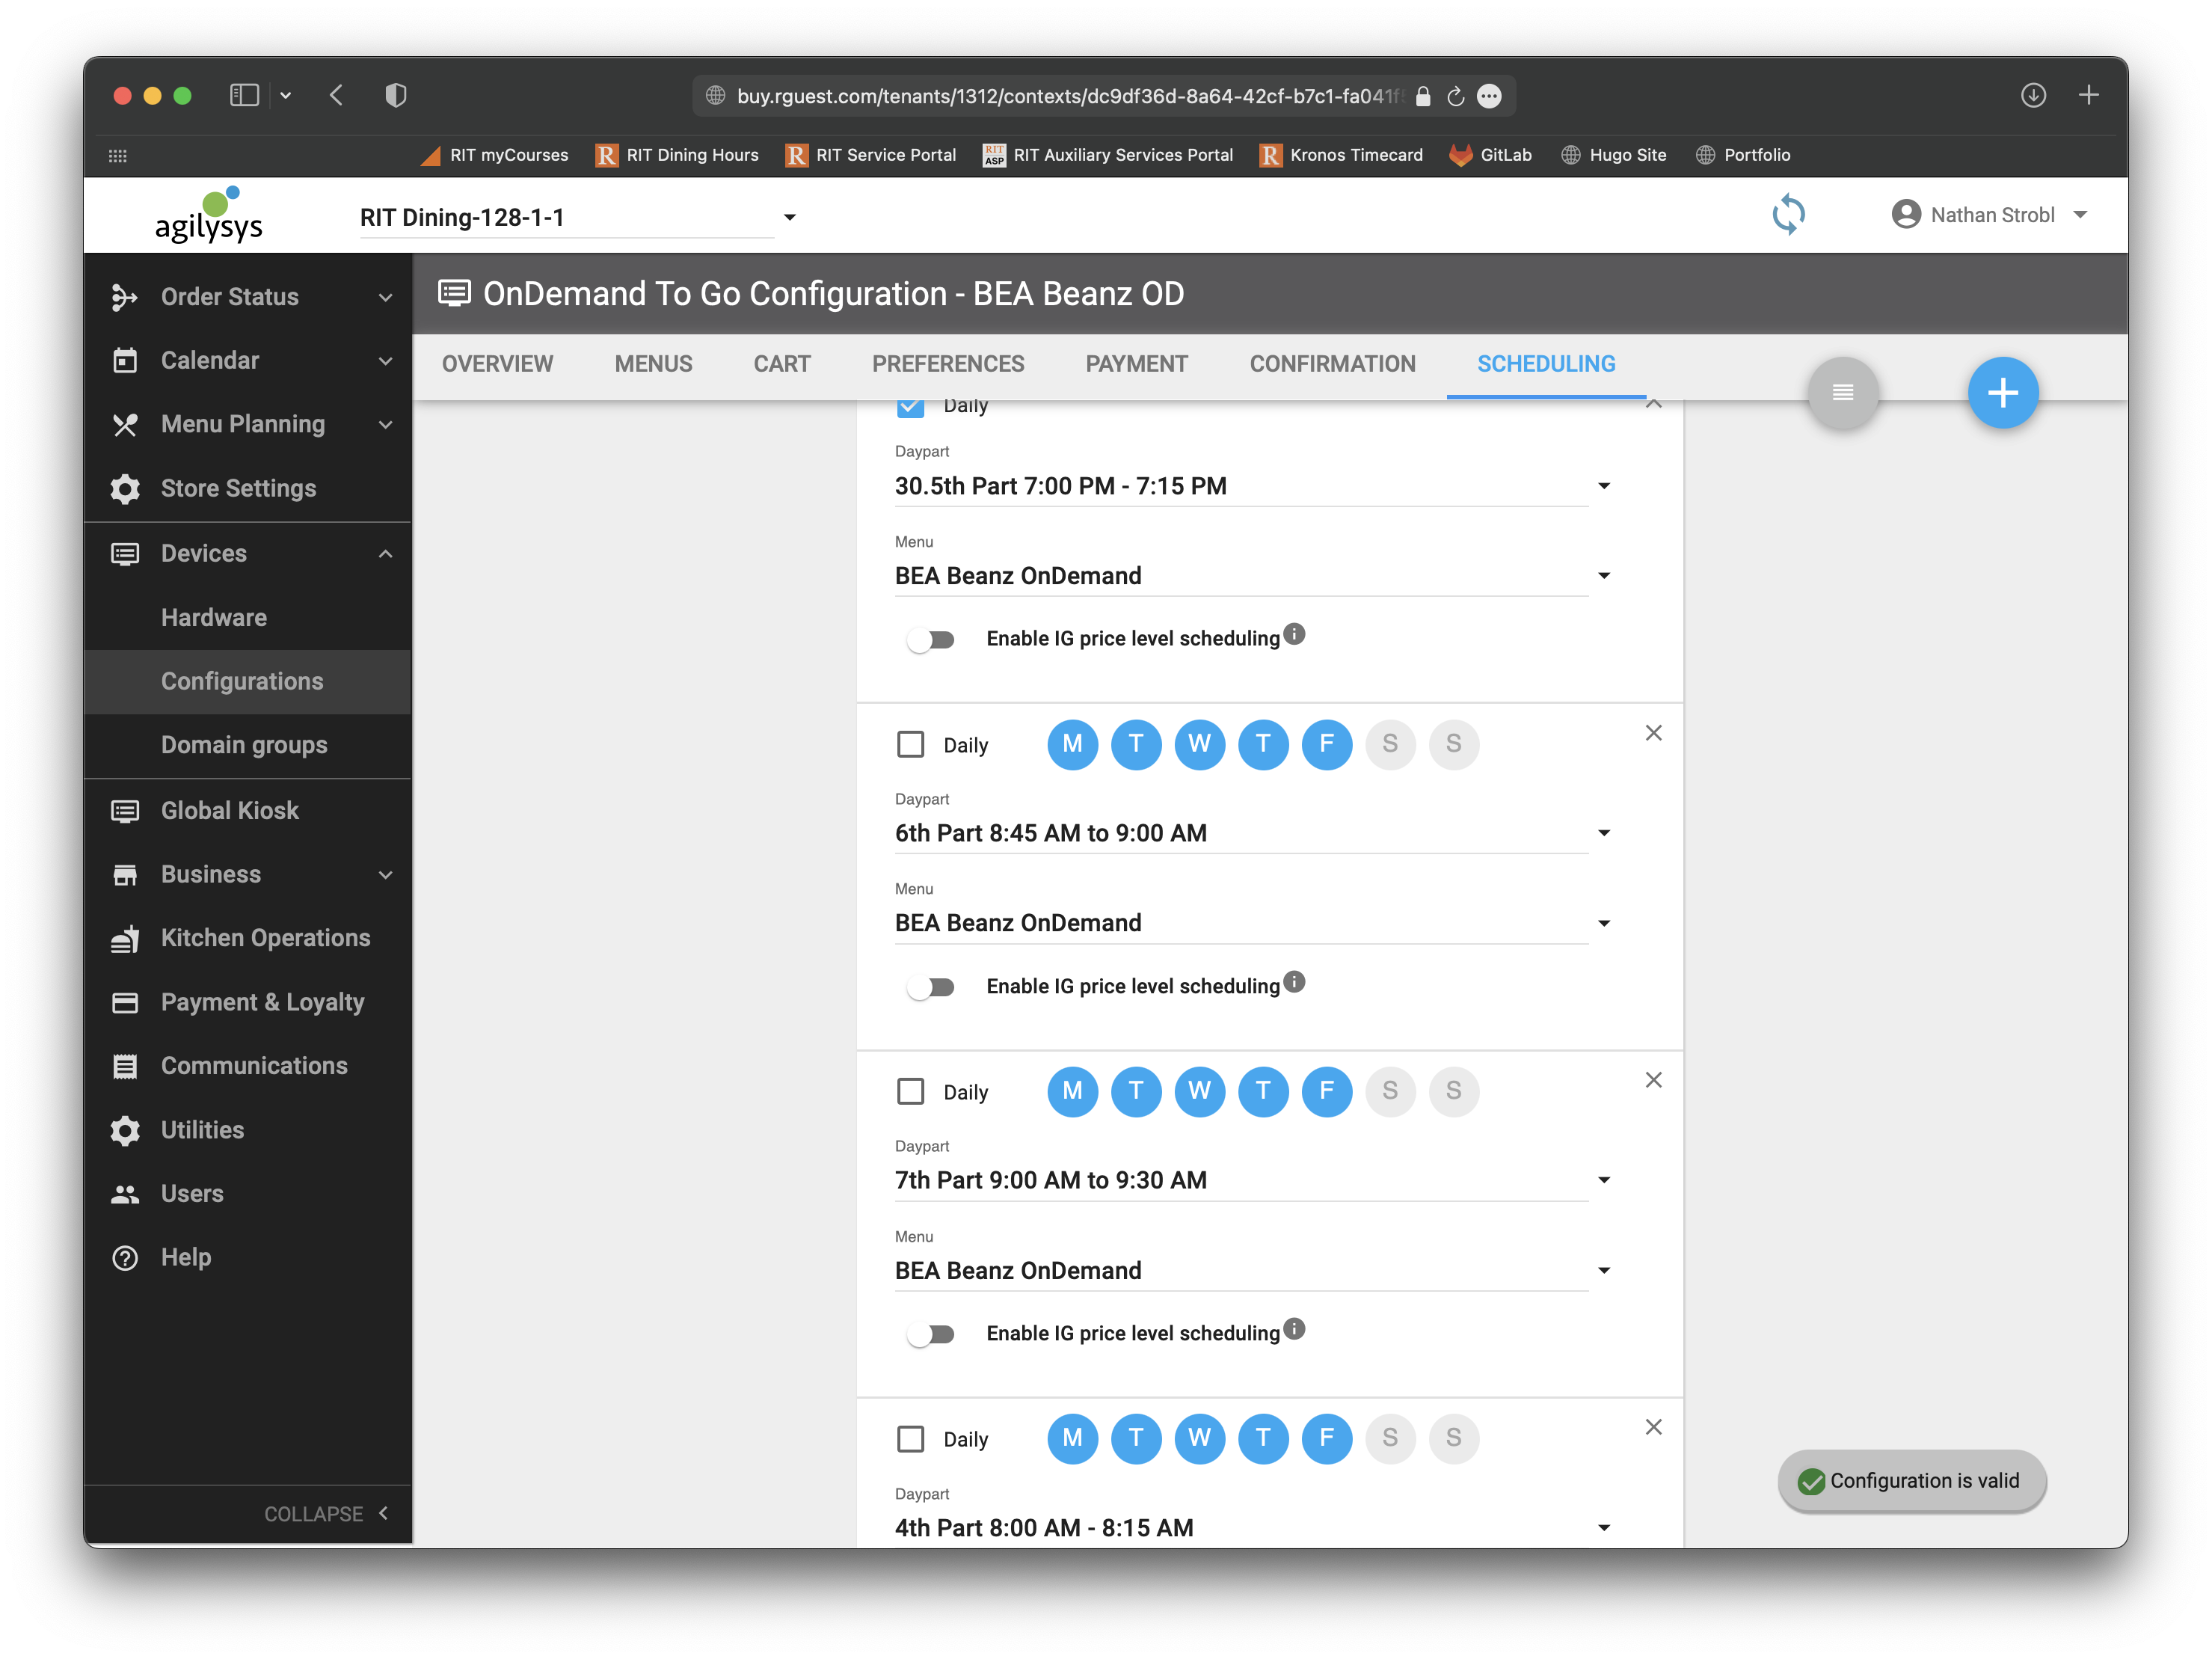 buy.rguest.com/tenants/1312/contexts/dc9df36d-8a64-42cf-b7c1-fa041f
RIT myCourses
R RIT Dining Hours
R RIT Service Portal
RIT ASP RIT Auxiliary Services Portal
R Kronos Timecard
GitLab
Hugo Site
Portfolio
agilysys
RIT Dining-128-1-1
Nathan Strobl
Order Status
Calendar
Menu Planning
Store Settings
Devices
Hardware
Configurations
Domain groups
Global Kiosk
Business
Kitchen Operations
Payment & Loyalty
Communications
Utilities
Users
Help
COLLAPSE
OnDemand To Go Configuration - BEA Beanz OD
OVERVIEW MENUS CART PREFERENCES PAYMENT CONFIRMATION SCHEDULING
Daily
Daypart
30.5th Part 7:00 PM - 7:15 PM
Menu
BEA Beanz OnDemand
Enable IG price level scheduling
Daily M T W T F S S
Daypart
6th Part 8:45 AM to 9:00 AM
Menu
BEA Beanz OnDemand
Enable IG price level scheduling
Daily M T W T F S S
Daypart
7th Part 9:00 AM to 9:30 AM
Menu
BEA Beanz OnDemand
Enable IG price level scheduling
Daily M T W T F S S
Daypart
4th Part 8:00 AM - 8:15 AM
Configuration is valid